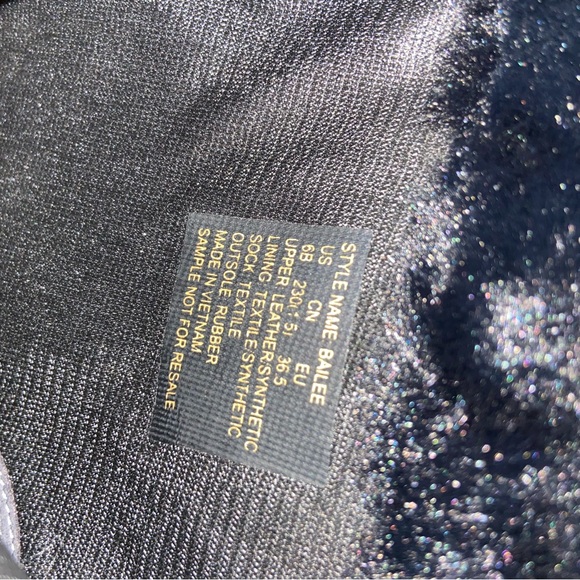 STYLE NAME BAILEE
US CN EU
6B 230(1.5) 36.5
UPPER LEATHER/SYNTHETIC
LINING TEXTILE/SYNTHETIC
SOCK TEXTILE/SYNTHETIC
OUTSOLE RUBBER
MADE IN VIETNAM
SAMPLE NOT FOR RESALE